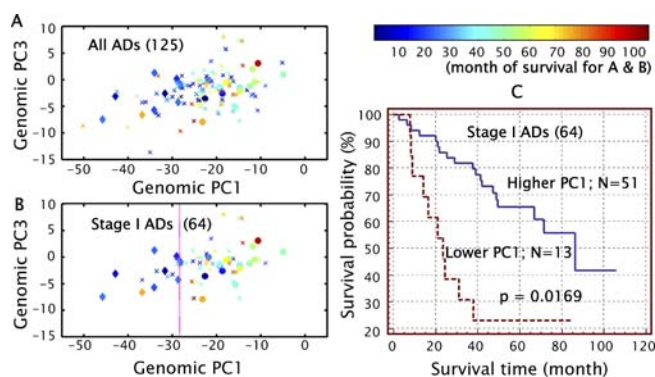 A
All ADs (125)
Genomic PC3
15
10
5
0
-5
-10
15
-50
-40
-30
-20
-10
0
10
Genomic PC1
B
Stage I ADs (64)
Genomic PC3
10
5
0
-5
-10
-15
-50
-40
-30
-20
-10
0
10
Genomic PC1
10 20 30 40 50 60 70 80 90 100
(month of survival for A & B)
C
Stage I ADs (64)
Higher PC1; N=51
Lower PC1; N=13
p = 0.0169
Survival probability (%)
100
90
80
70
60
50
40
30
20
0 20 40 60 80 100 120
Survival time (month)